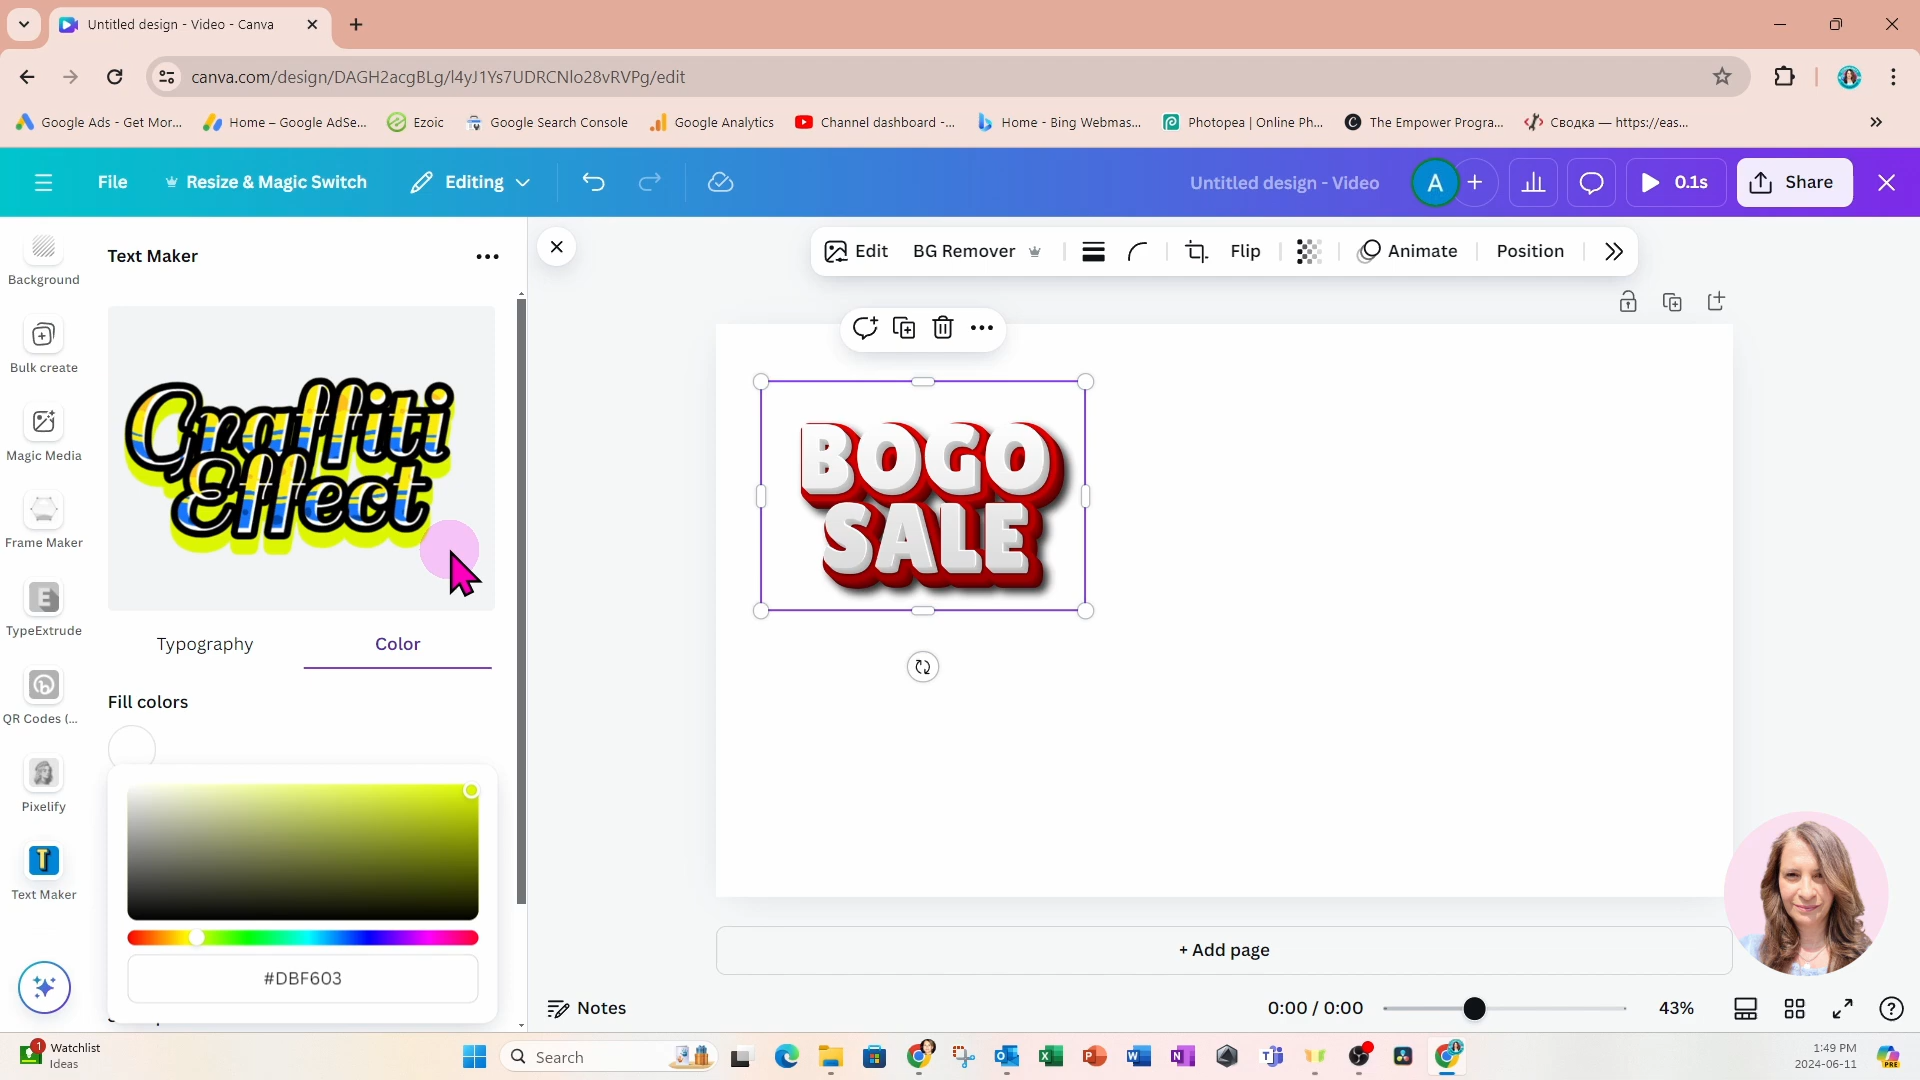 Untitled design - Video - Canva
canva.com/design/DAGH2acgBLg/l4yJ1Ys7UDRCNlo28vRVPg/edit
Google Ads - Get Mor...
Home – Google AdSe...
Ezoic
Google Search Console
Google Analytics
Channel dashboard -...
Home - Bing Webmas...
Photopea | Online Ph...
The Empower Progra...
Сводка — https://eas...
File
Resize & Magic Switch
Editing
Untitled design - Video
A
0.1s
Share
Background
Bulk create
Magic Media
Frame Maker
TypeExtrude
QR Codes (...
Pixelify
Text Maker
Text Maker
Graffiti
Effect
Typography
Color
Fill colors
#DBF603
Edit
BG Remover
Flip
Animate
Position
BOGO
SALE
+ Add page
Notes
0:00 / 0:00
43%
1
Watchlist
Ideas
Search
1:49 PM
2024-06-11